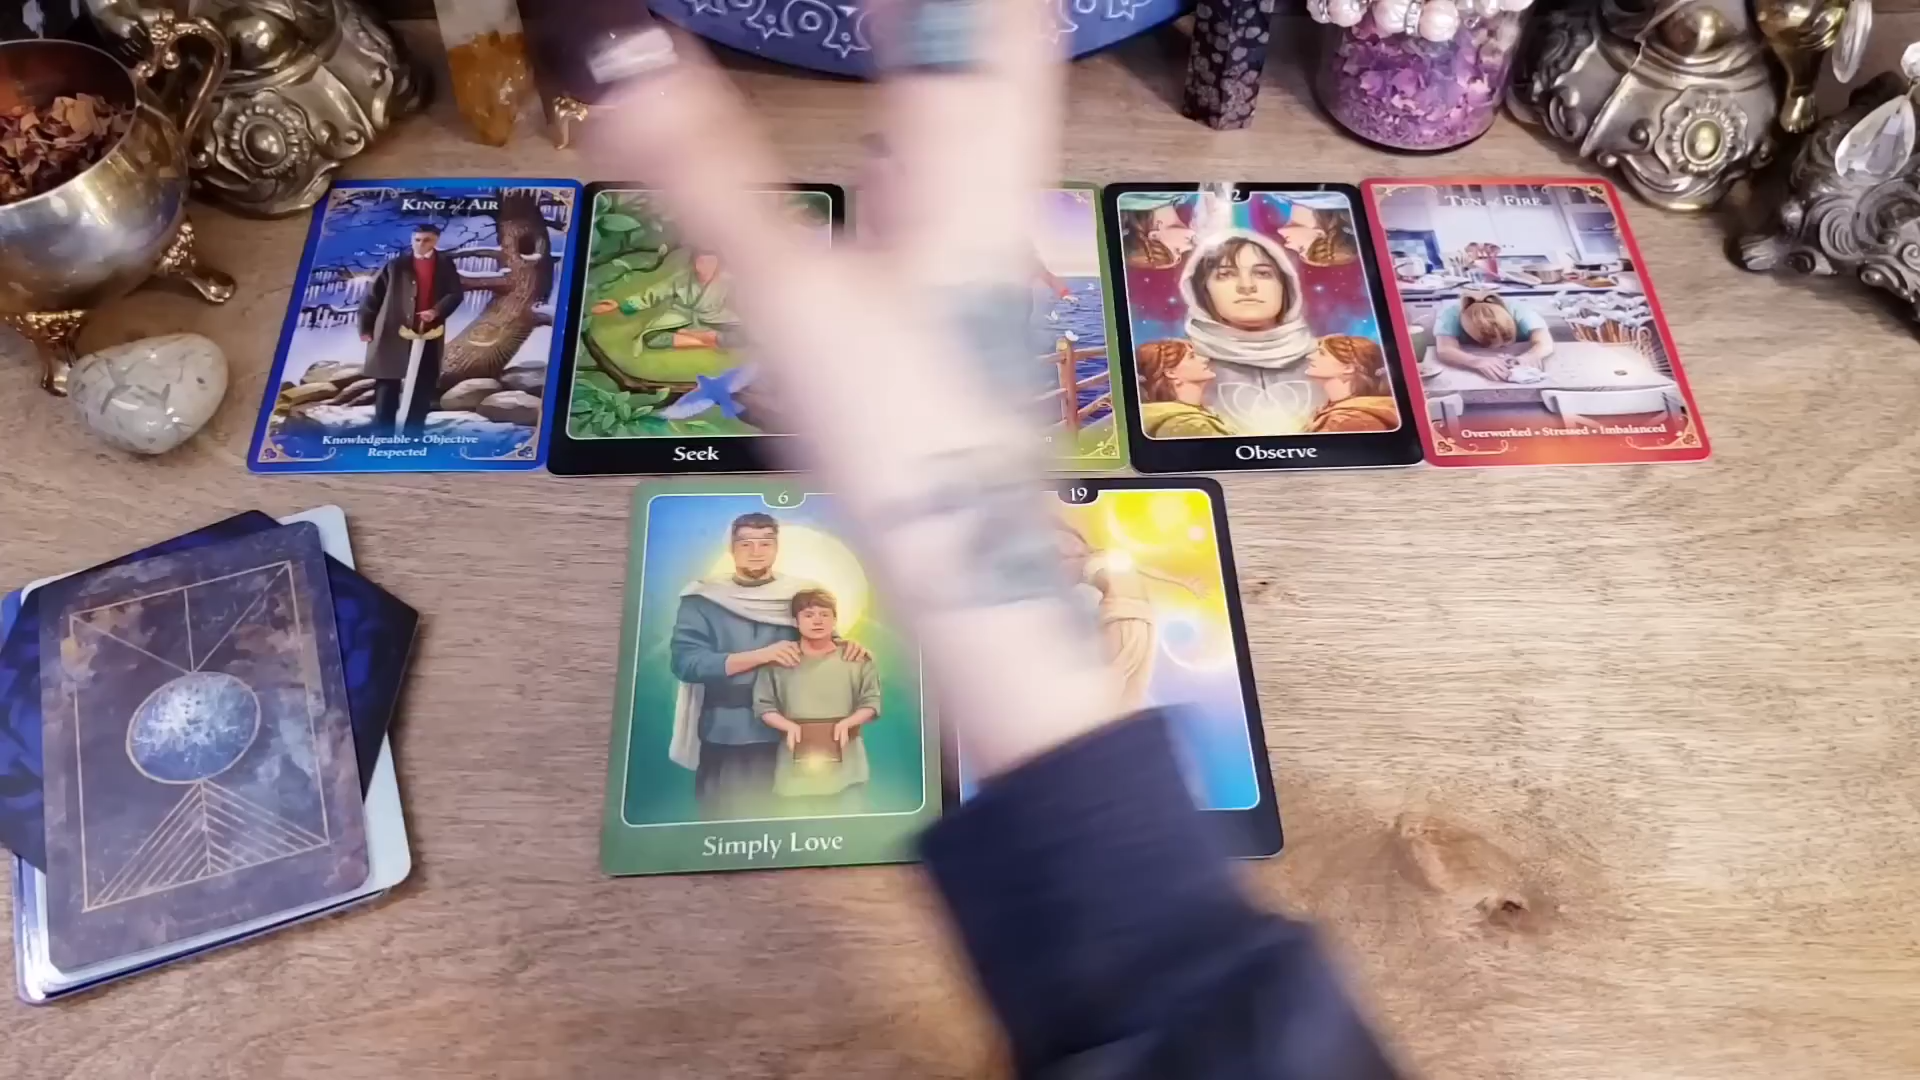 KING of AIR
Knowledgeable • Objective
Respected
Seek
2
Observe
TEN of FIRE
Overworked • Stressed • Imbalanced
6
Simply Love
19